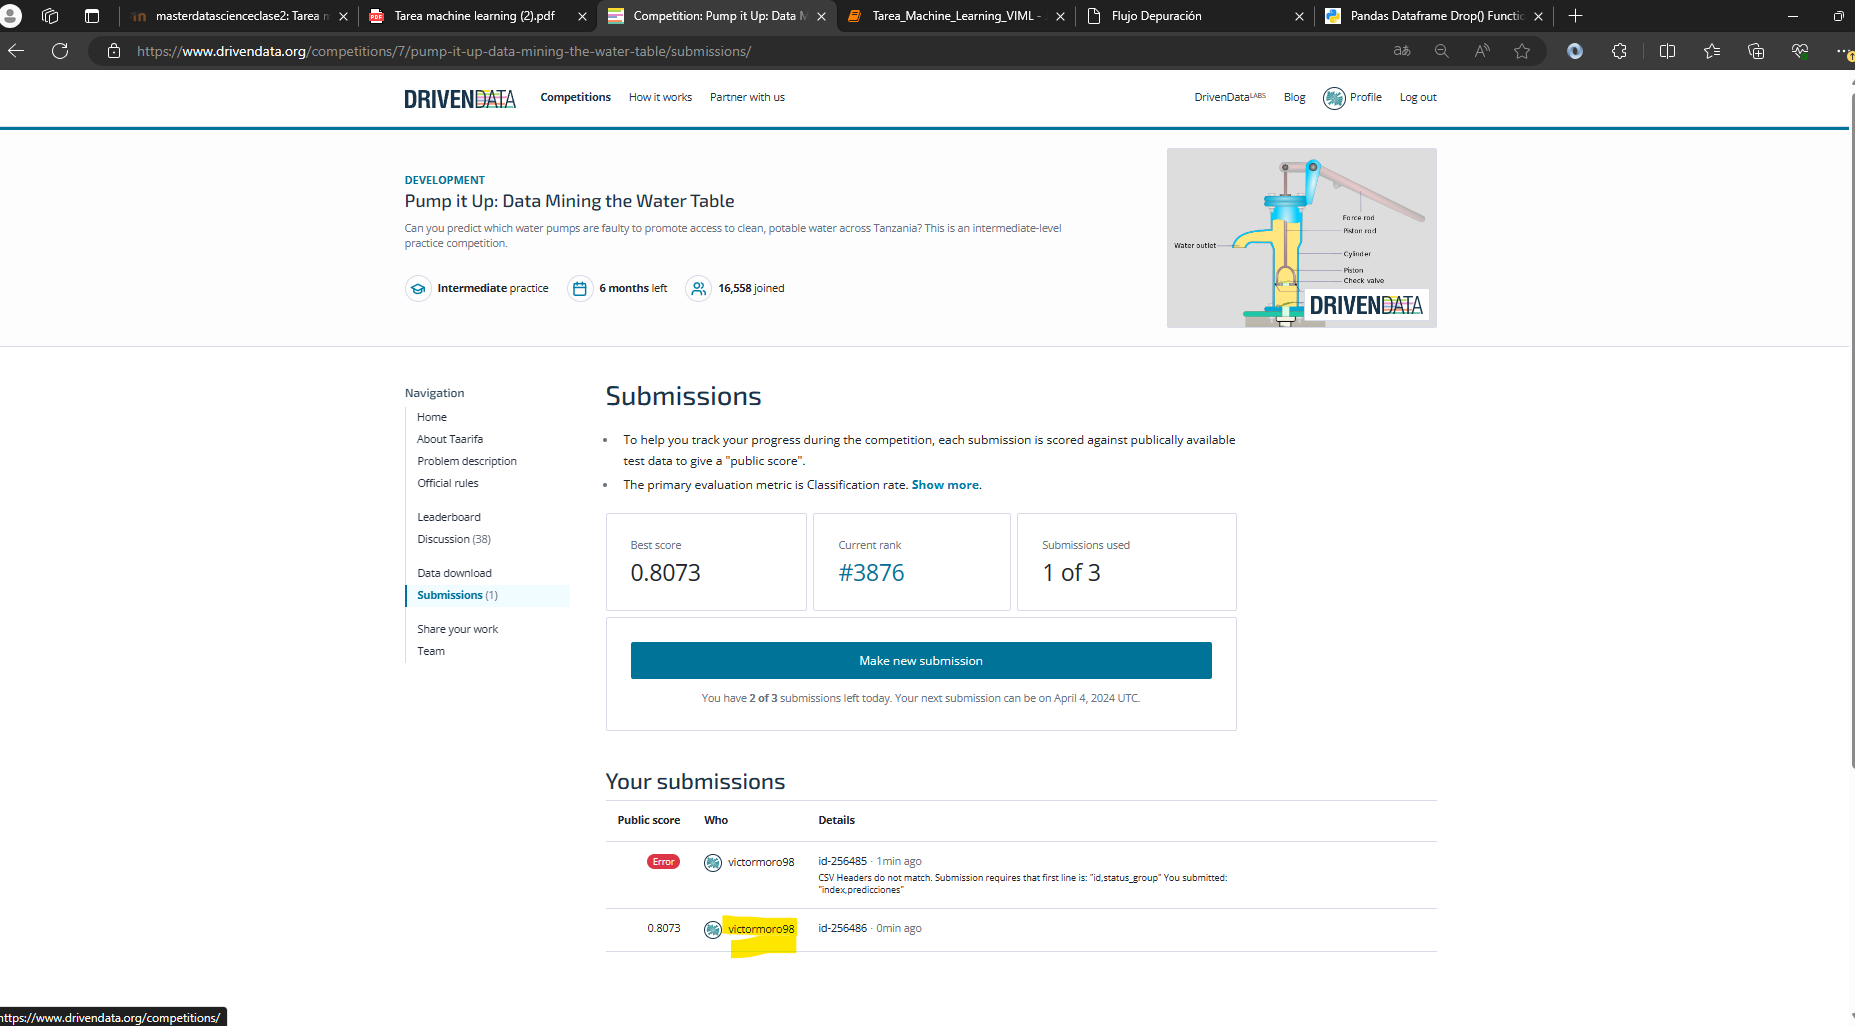 masterdatascienceclase2: Tarea m
Tarea machine learning (2).pdf
Competition: Pump it Up: Data M
Tarea_Machine_Learning_VIML - J
Flujo Depuración
Pandas Dataframe Drop() Functio
https://www.drivendata.org/competitions/7/pump-it-up-data-mining-the-water-table/submissions/
DRIVENDATA
Competitions
How it works
Partner with us
DrivenDataLABS
Blog
Profile
Log out
DEVELOPMENT
Pump it Up: Data Mining the Water Table
Can you predict which water pumps are faulty to promote access to clean, potable water across Tanzania? This is an intermediate-level
practice competition.
Intermediate practice
6 months left
16,558 joined
Force rod
Piston rod
Water outlet
Cylinder
Piston
Check valve
DRIVENDATA
Navigation
Home
About Taarifa
Problem description
Official rules
Leaderboard
Discussion (38)
Data download
Submissions (1)
Share your work
Team
Submissions
• To help you track your progress during the competition, each submission is scored against publically available
test data to give a "public score".
• The primary evaluation metric is Classification rate. Show more.
Best score
0.8073
Current rank
#3876
Submissions used
1 of 3
Make new submission
You have 2 of 3 submissions left today. Your next submission can be on April 4, 2024 UTC.
Your submissions
Public score Who Details
Error victormoro98 id-256485 · 1min ago
CSV Headers do not match. Submission requires that first line is: "id,status_group" You submitted:
"index,predicciones"
0.8073 victormoro98 id-256486 · 0min ago
https://www.drivendata.org/competitions/